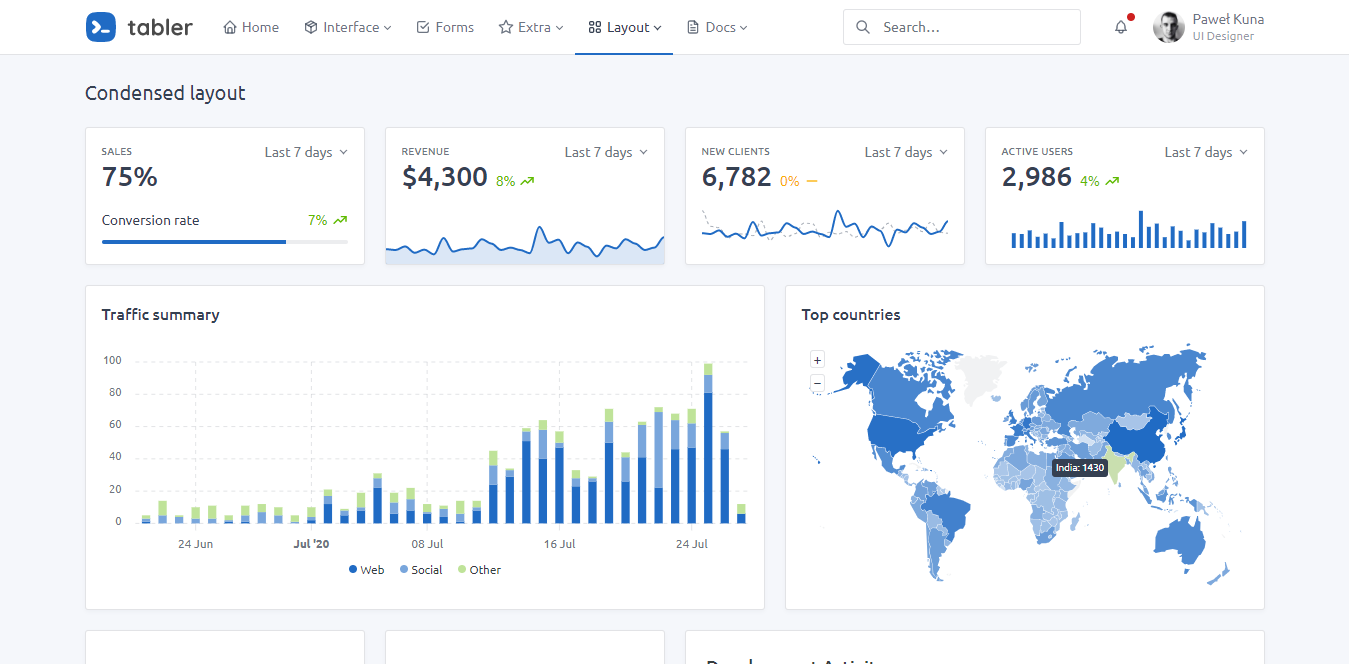 tabler Home Interface Forms Extra Layout Docs Search… Paweł Kuna
UI Designer
Condensed layout
SALES Last 7 days
75%
Conversion rate 7%
REVENUE Last 7 days
$4,300 8%
NEW CLIENTS Last 7 days
6,782 0%
ACTIVE USERS Last 7 days
2,986 4%
Traffic summary
100
80
60
40
20
0
24 Jun Jul '20 08 Jul 16 Jul 24 Jul
Web Social Other
Top countries
+
−
India: 1430